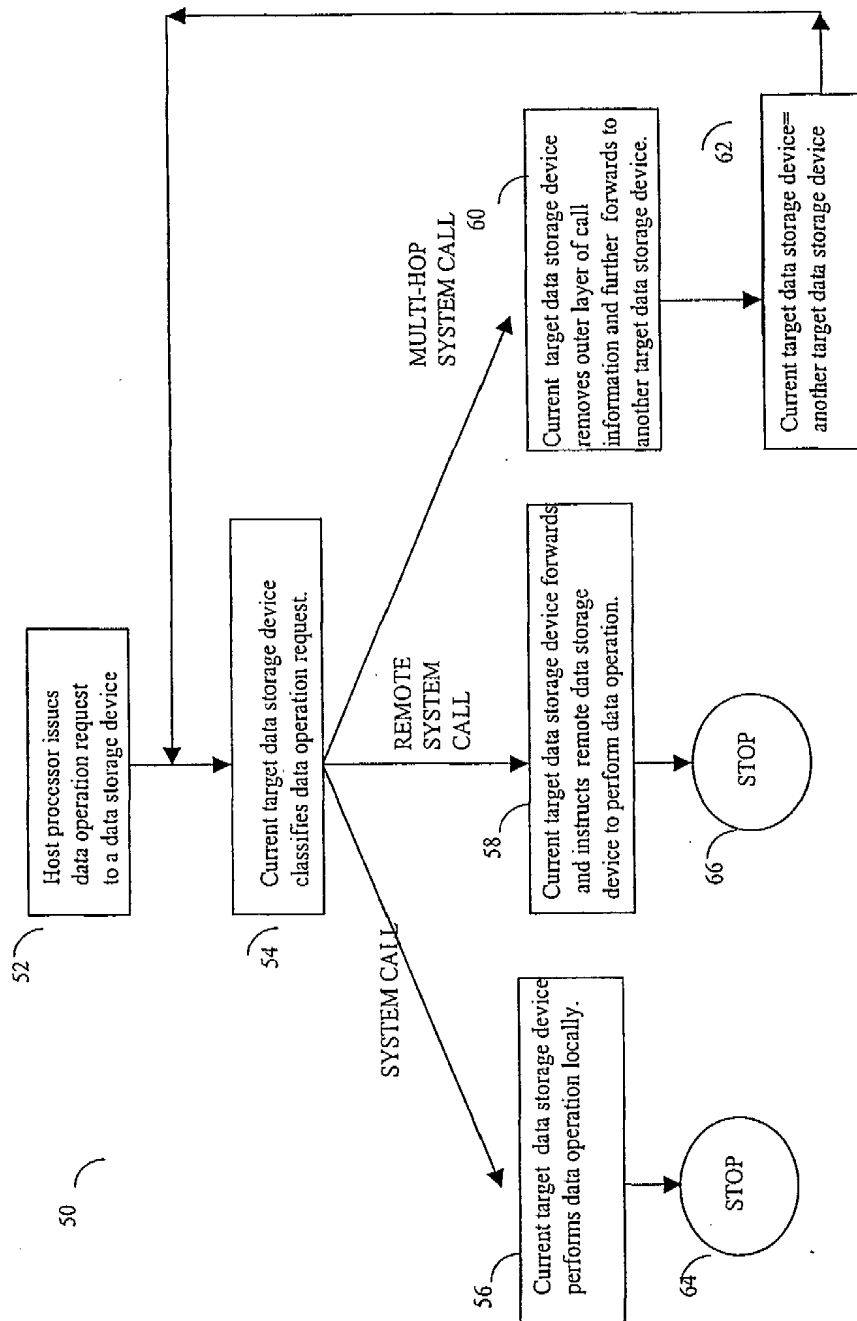 50
52
Host processor issues
data operation request
to a data storage device
54
Current target data storage device
classifies data operation request.
SYSTEM CALL
REMOTE
SYSTEM
CALL
MULTI-HOP
SYSTEM CALL
56
Current target data storage device
performs data operation locally.
58
Current target data storage device forwards
and instructs remote data storage
device to perform data operation.
60
Current target data storage device
removes outer layer of call
information and further forwards to
another target data storage device.
62
Current target data storage device=
another target data storage device
64
STOP
66
STOP